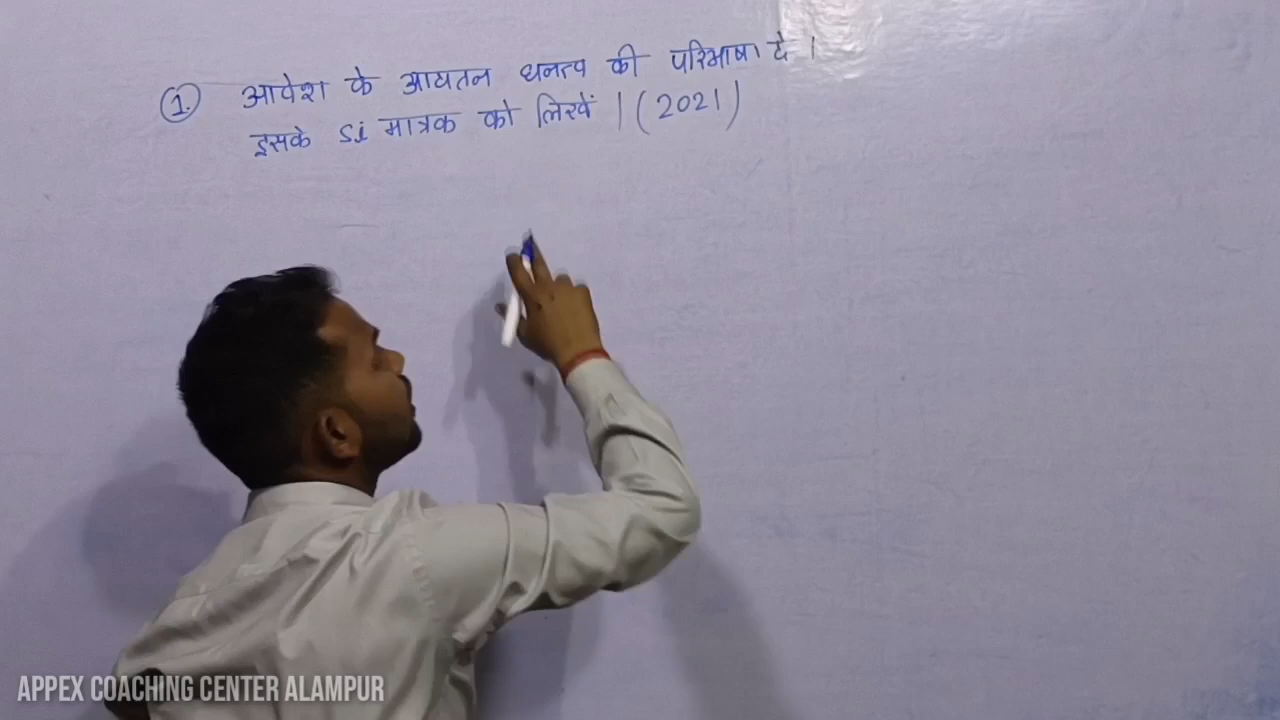 1. आवेश के आयतन घनत्व की परिभाषा दें।
इसके Si मात्रक को लिखें। (2021)
APPEX COACHING CENTER ALAMPUR